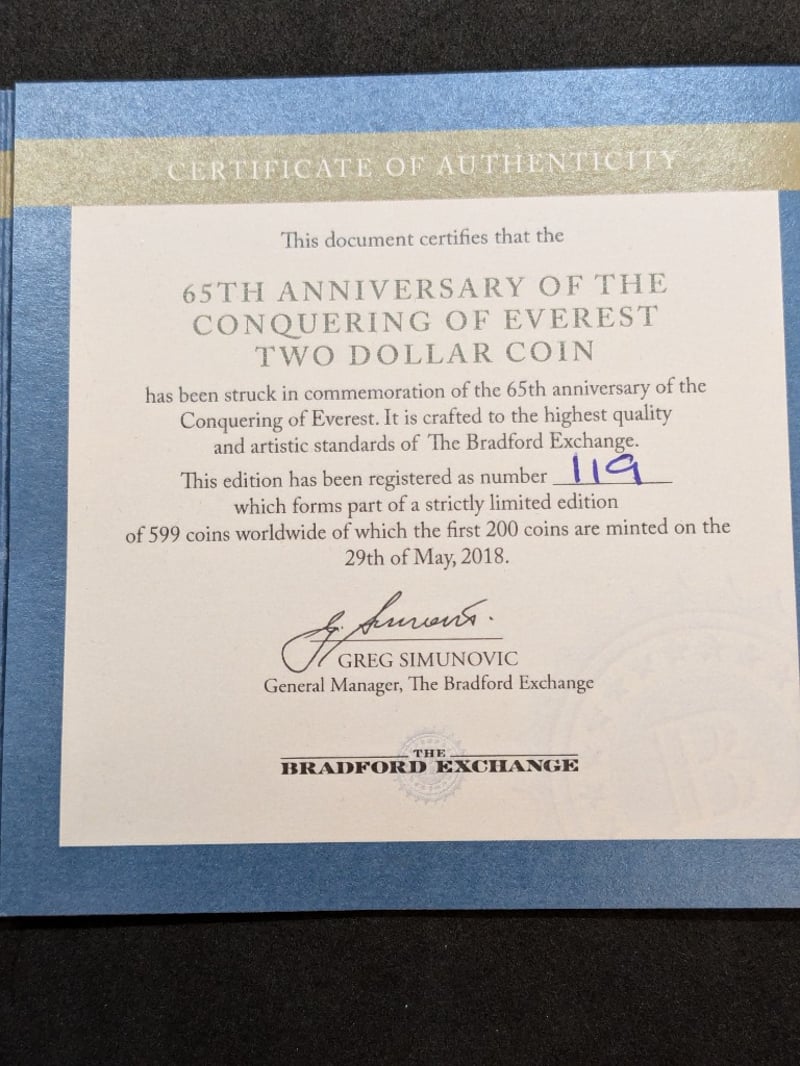 CERTIFICATE OF AUTHENTICITY
This document certifies that the
65TH ANNIVERSARY OF THE
CONQUERING OF EVEREST
TWO DOLLAR COIN
has been struck in commemoration of the 65th anniversary of the
Conquering of Everest. It is crafted to the highest quality
and artistic standards of The Bradford Exchange.
This edition has been registered as number 119
which forms part of a strictly limited edition
of 599 coins worldwide of which the first 200 coins are minted on the
29th of May, 2018.
G. Simunovic.
GREG SIMUNOVIC
General Manager, The Bradford Exchange
THE
BRADFORD EXCHANGE